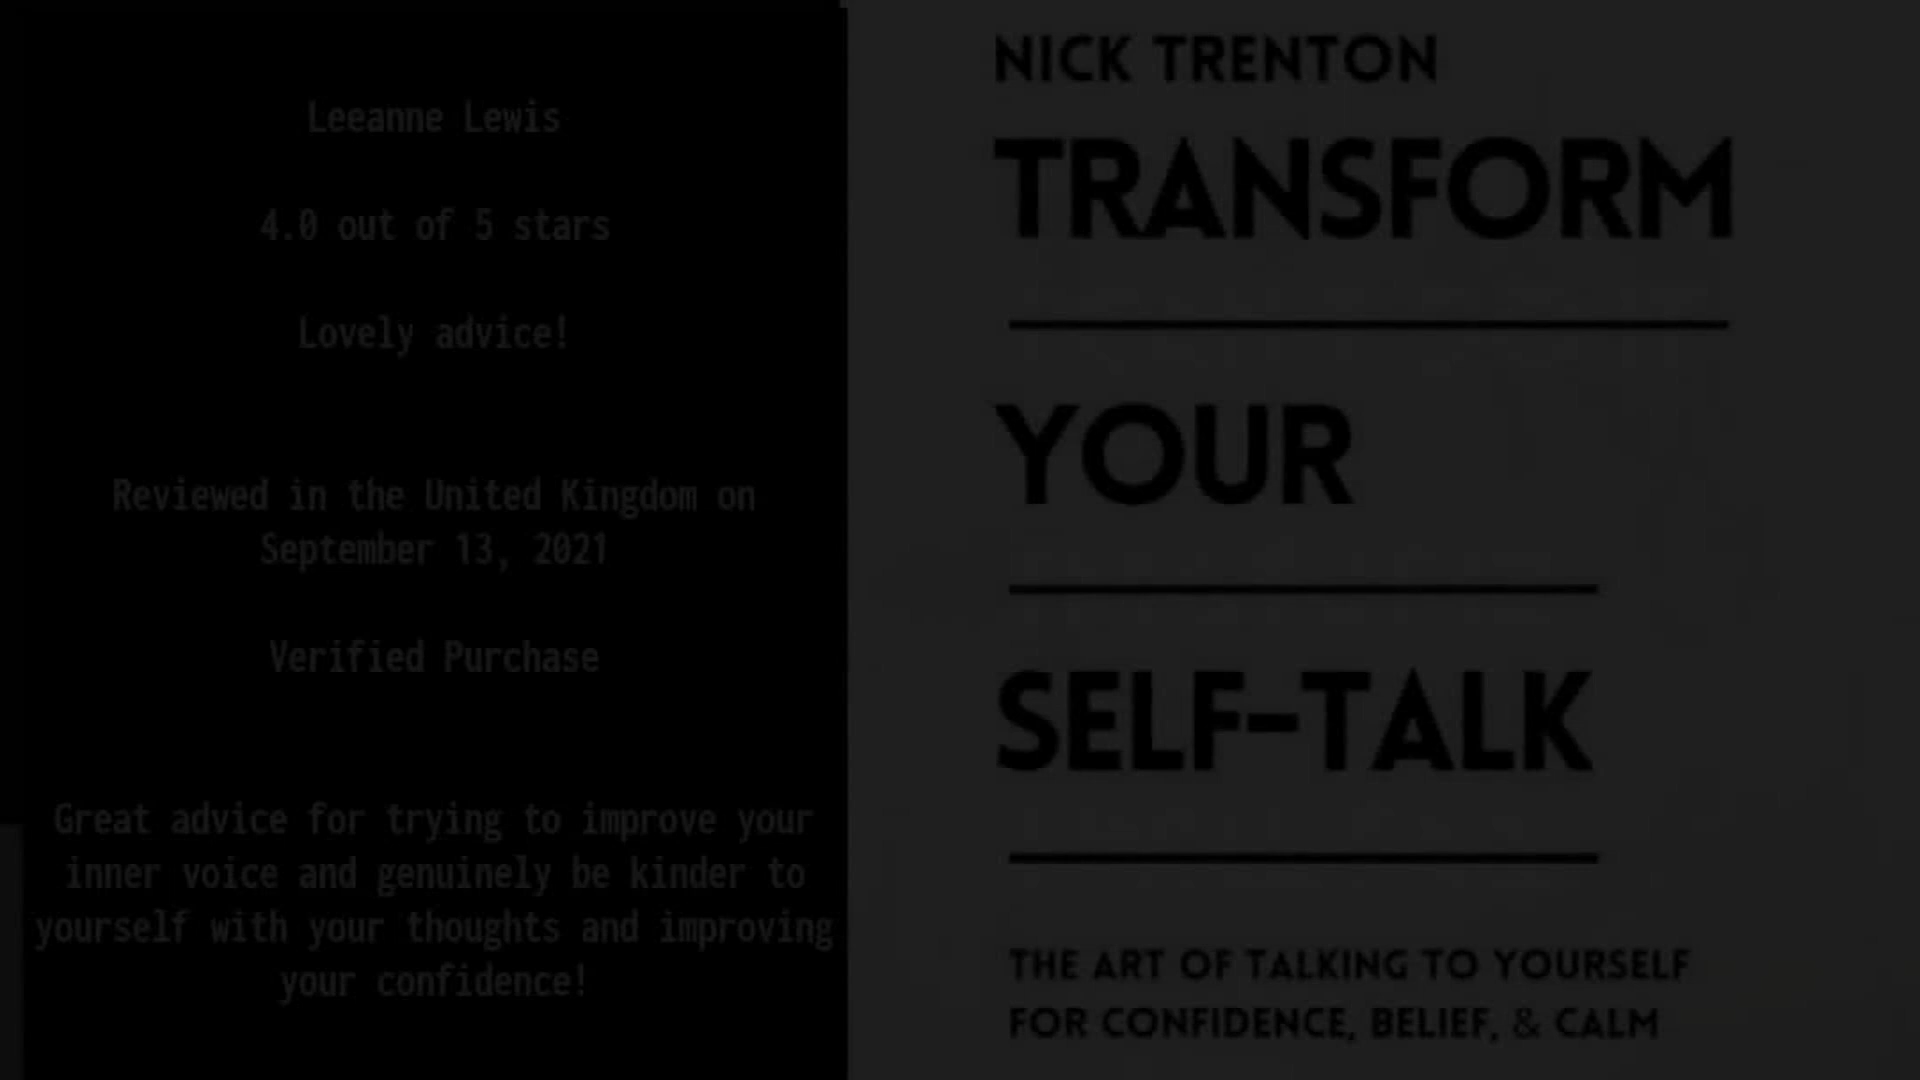 Leeanne Lewis
4.0 out of 5 stars
Lovely advice!
Reviewed in the United Kingdom on
September 13, 2021
Verified Purchase
Great advice for trying to improve your
inner voice and genuinely be kinder to
yourself with your thoughts and improving
your confidence!
NICK TRENTON
TRANSFORM
YOUR
SELF-TALK
THE ART OF TALKING TO YOURSELF
FOR CONFIDENCE, BELIEF, & CALM